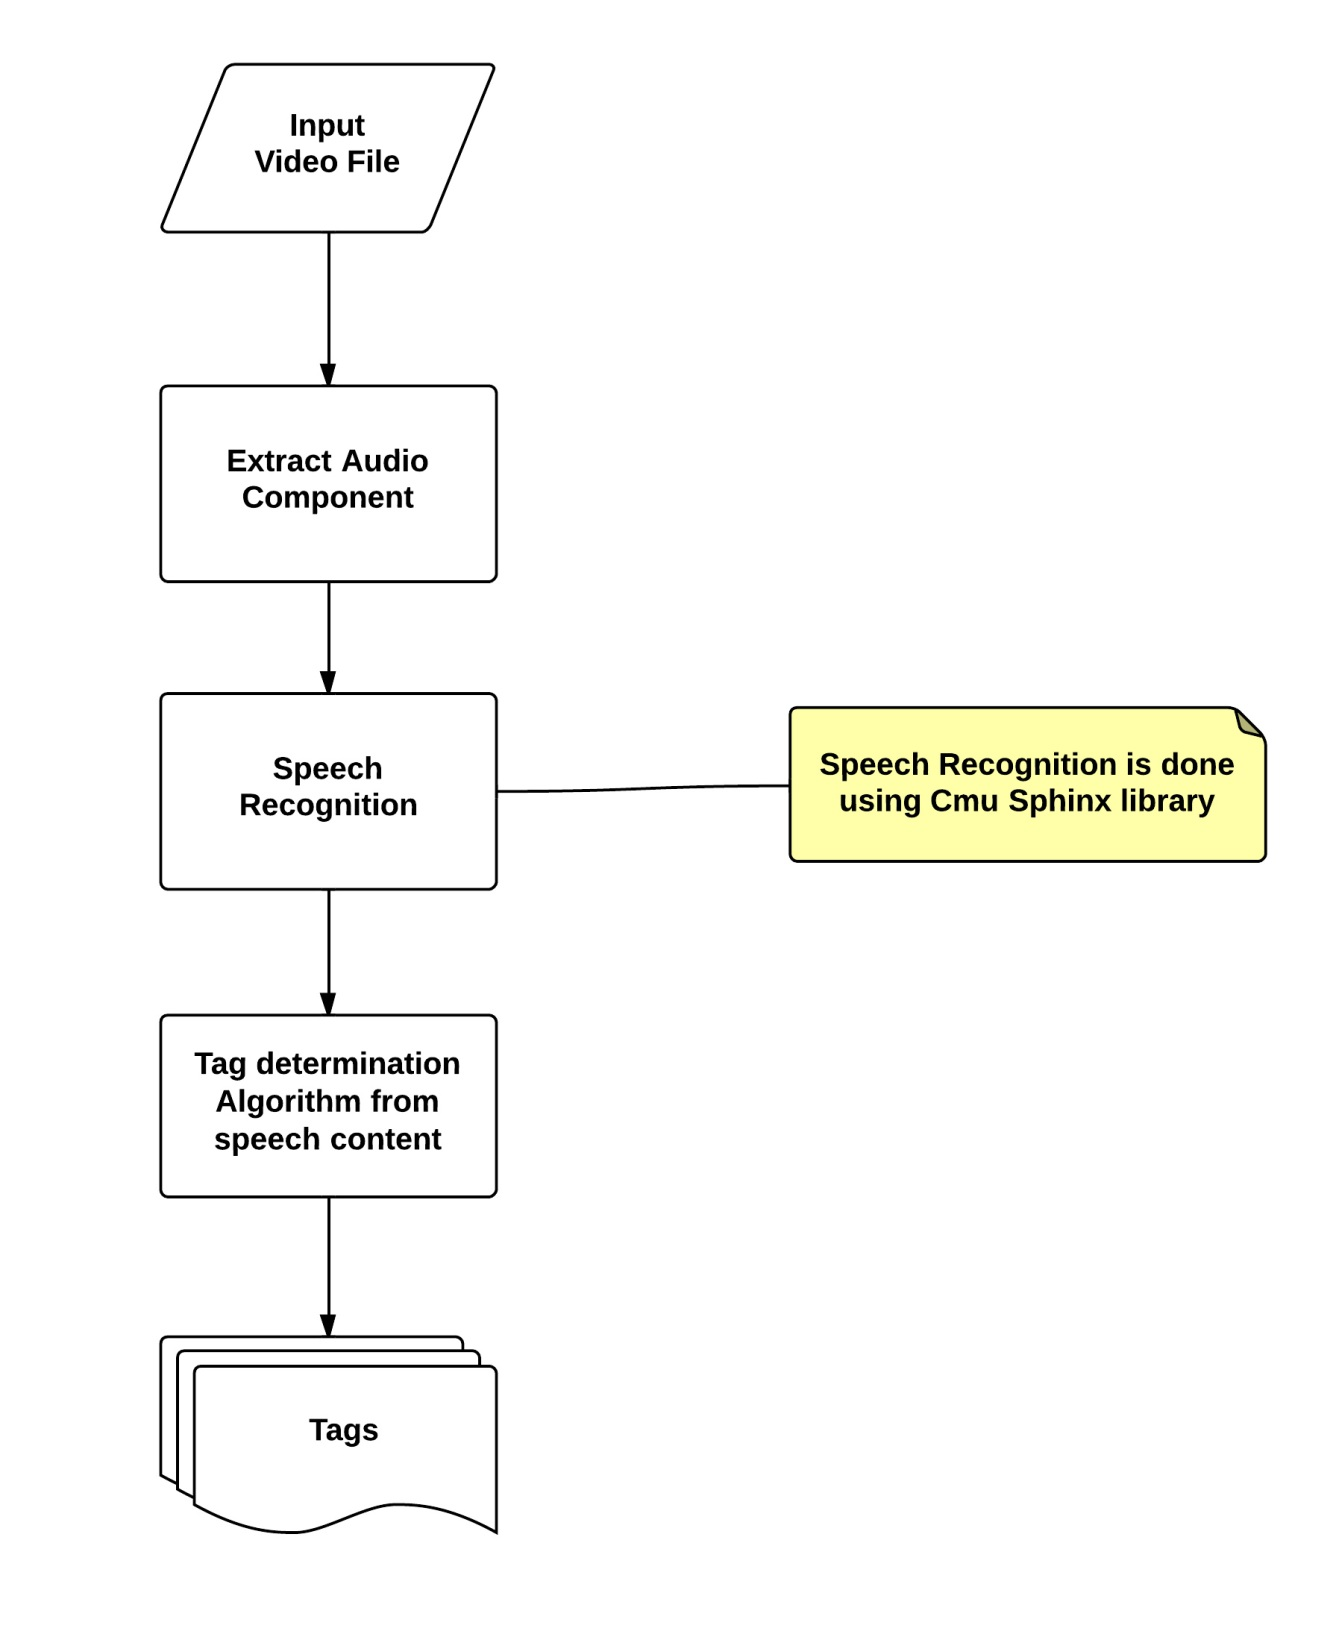 Input
Video File
Extract Audio
Component
Speech
Recognition
Speech Recognition is done
using Cmu Sphinx library
Tag determination
Algorithm from
speech content
Tags